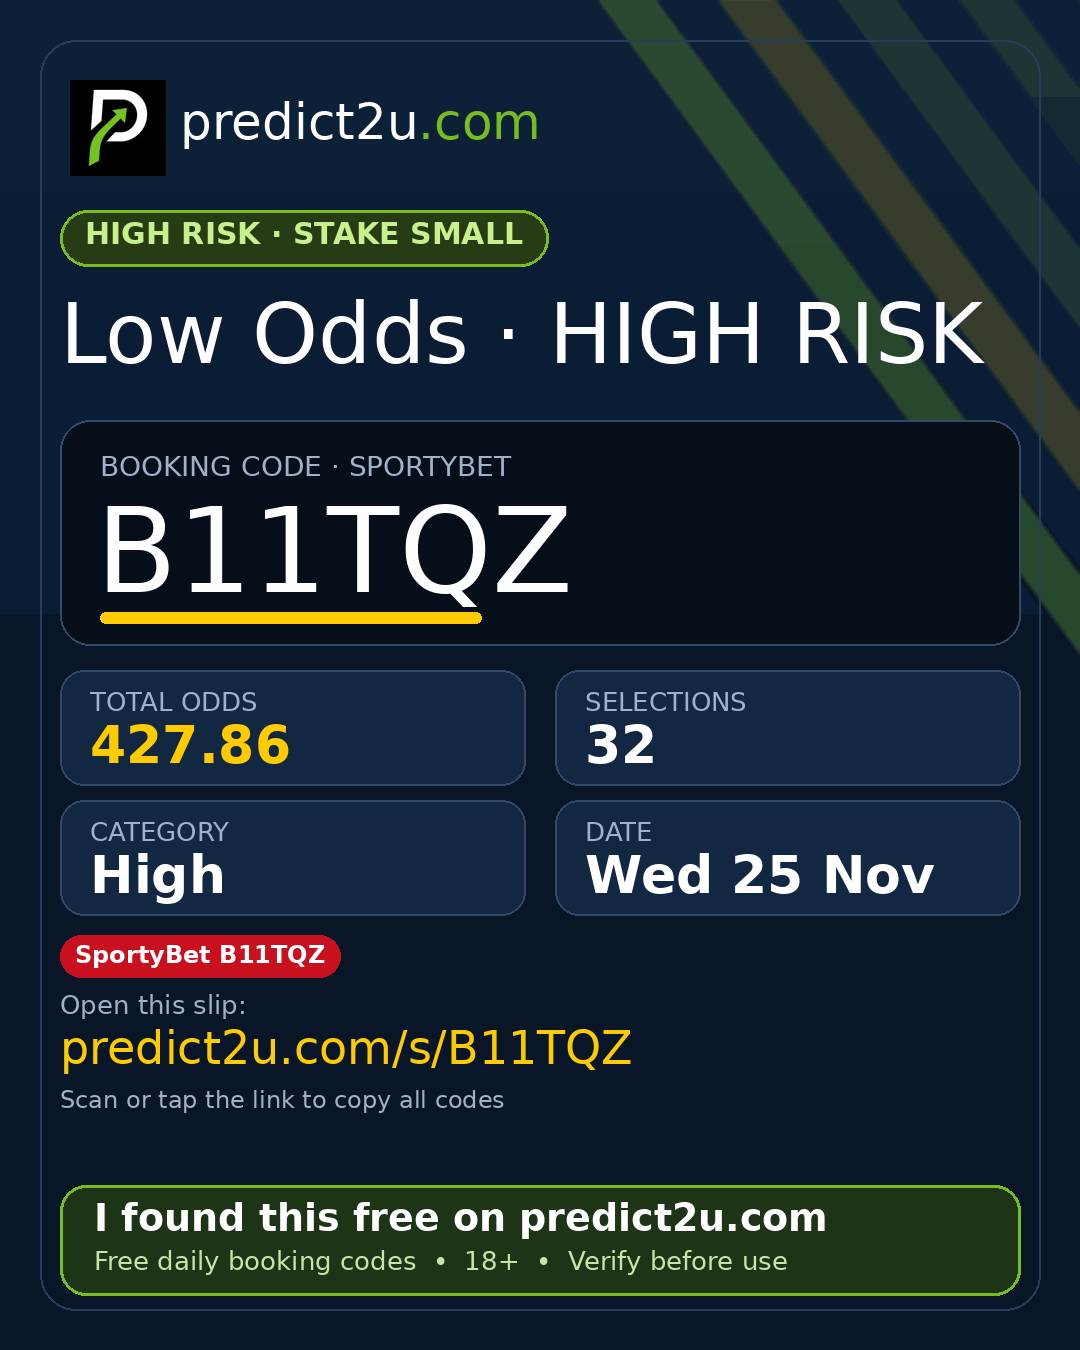 predict2u.com
HIGH RISK · STAKE SMALL
Low Odds · HIGH RISK
BOOKING CODE · SPORTYBET
B11TQZ
TOTAL ODDS
427.86
SELECTIONS
32
CATEGORY
High
DATE
Wed 25 Nov
SportyBet B11TQZ
Open this slip:
predict2u.com/s/B11TQZ
Scan or tap the link to copy all codes
I found this free on predict2u.com
Free daily booking codes • 18+ • Verify before use